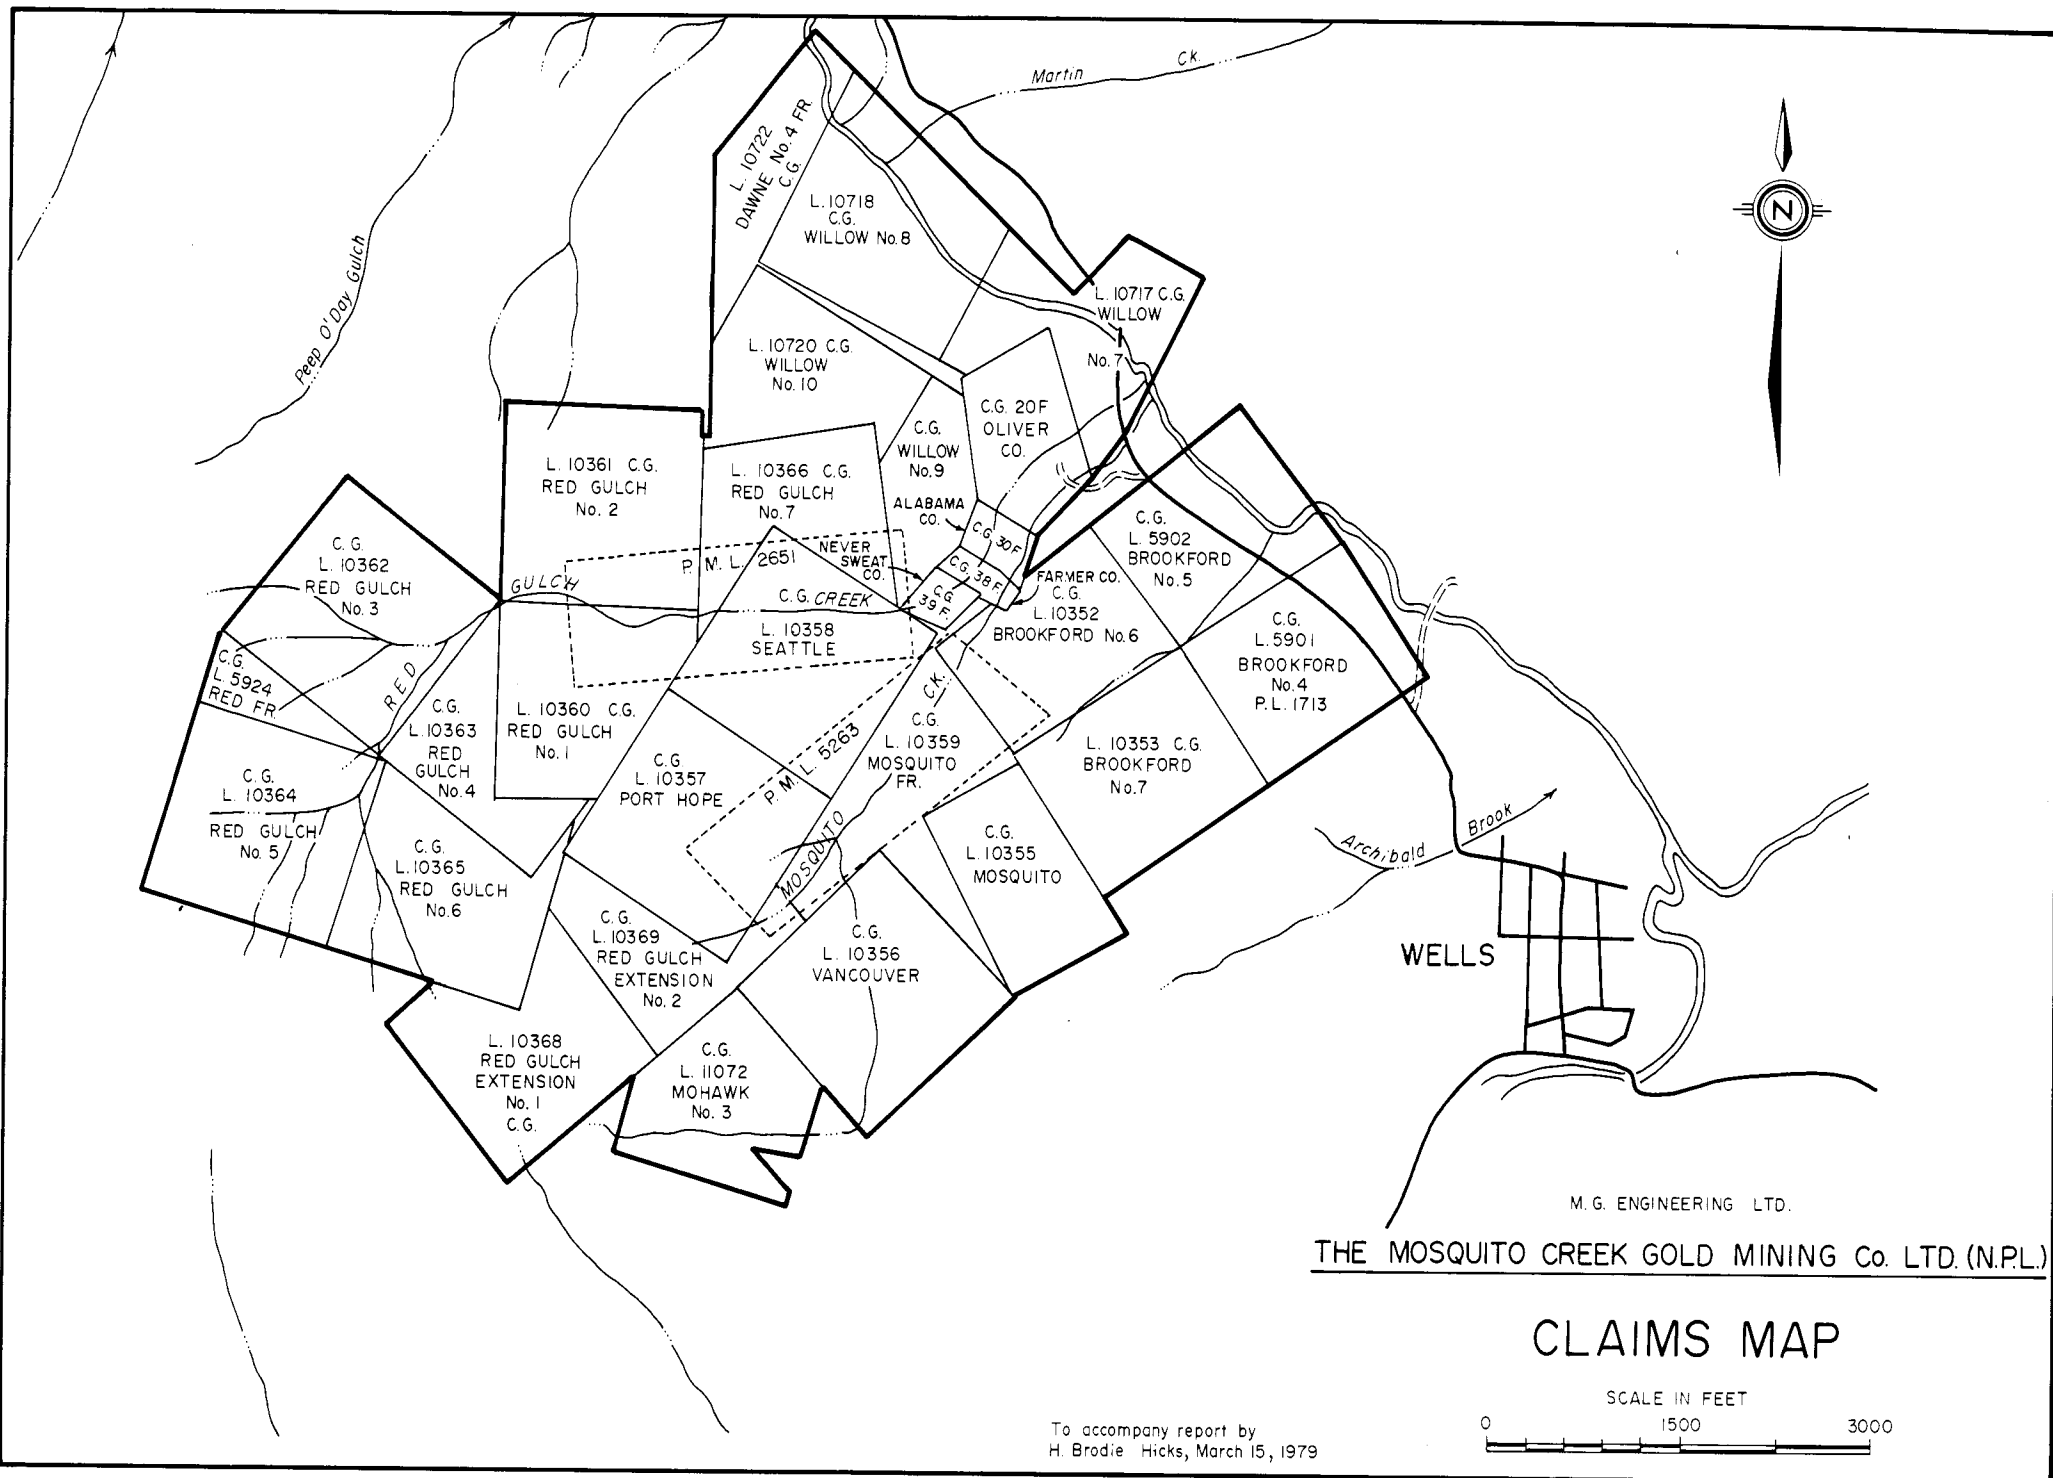 Martin CK.
Peep O'Day Gulch
L. 10722
DAWNE No. 4 FR.
C.G.
L. 10718
C.G.
WILLOW No. 8
N
L. 10717 C.G.
WILLOW
No. 7
L. 10720 C.G.
WILLOW
No. 10
C.G. 20F
OLIVER
CO.
C.G.
WILLOW
No. 9
L. 10361 C.G.
RED GULCH
No. 2
L. 10366 C.G.
RED GULCH
No. 7
ALABAMA
CO.
C.G. 30F
C.G.
L. 5902
BROOKFORD
No. 5
C.G.
L. 10362
RED GULCH
No. 3
P. M. L. 2651
NEVER
SWEAT
CO.
C.G. 38 F.
C.G.
39 F.
FARMER CO.
C.G.
L. 10352
BROOKFORD No. 6
RED GULCH
C.G. CREEK
L. 10358
SEATTLE
C.G.
L. 5901
BROOKFORD
No. 4
P.L. 1713
C.G.
L. 5924
RED FR.
C.G.
L. 10363
RED
GULCH
No. 4
L. 10360 C.G.
RED GULCH
No. 1
C.G.
L. 10357
PORT HOPE
P. M. L. 5263
MOSQUITO CK.
C.G.
L. 10359
MOSQUITO
FR.
L. 10353 C.G.
BROOKFORD
No. 7
C.G.
L. 10364
RED GULCH
No. 5
C.G.
L. 10365
RED GULCH
No. 6
C.G.
L. 10355
MOSQUITO
Archibald Brook
C.G.
L. 10369
RED GULCH
EXTENSION
No. 2
C.G.
L. 10356
VANCOUVER
WELLS
L. 10368
RED GULCH
EXTENSION
No. 1
C.G.
C.G.
L. 11072
MOHAWK
No. 3
M. G. ENGINEERING LTD.
THE MOSQUITO CREEK GOLD MINING Co. LTD. (N.P.L.)
CLAIMS MAP
SCALE IN FEET
0 1500 3000
To accompany report by
H. Brodie Hicks, March 15, 1979